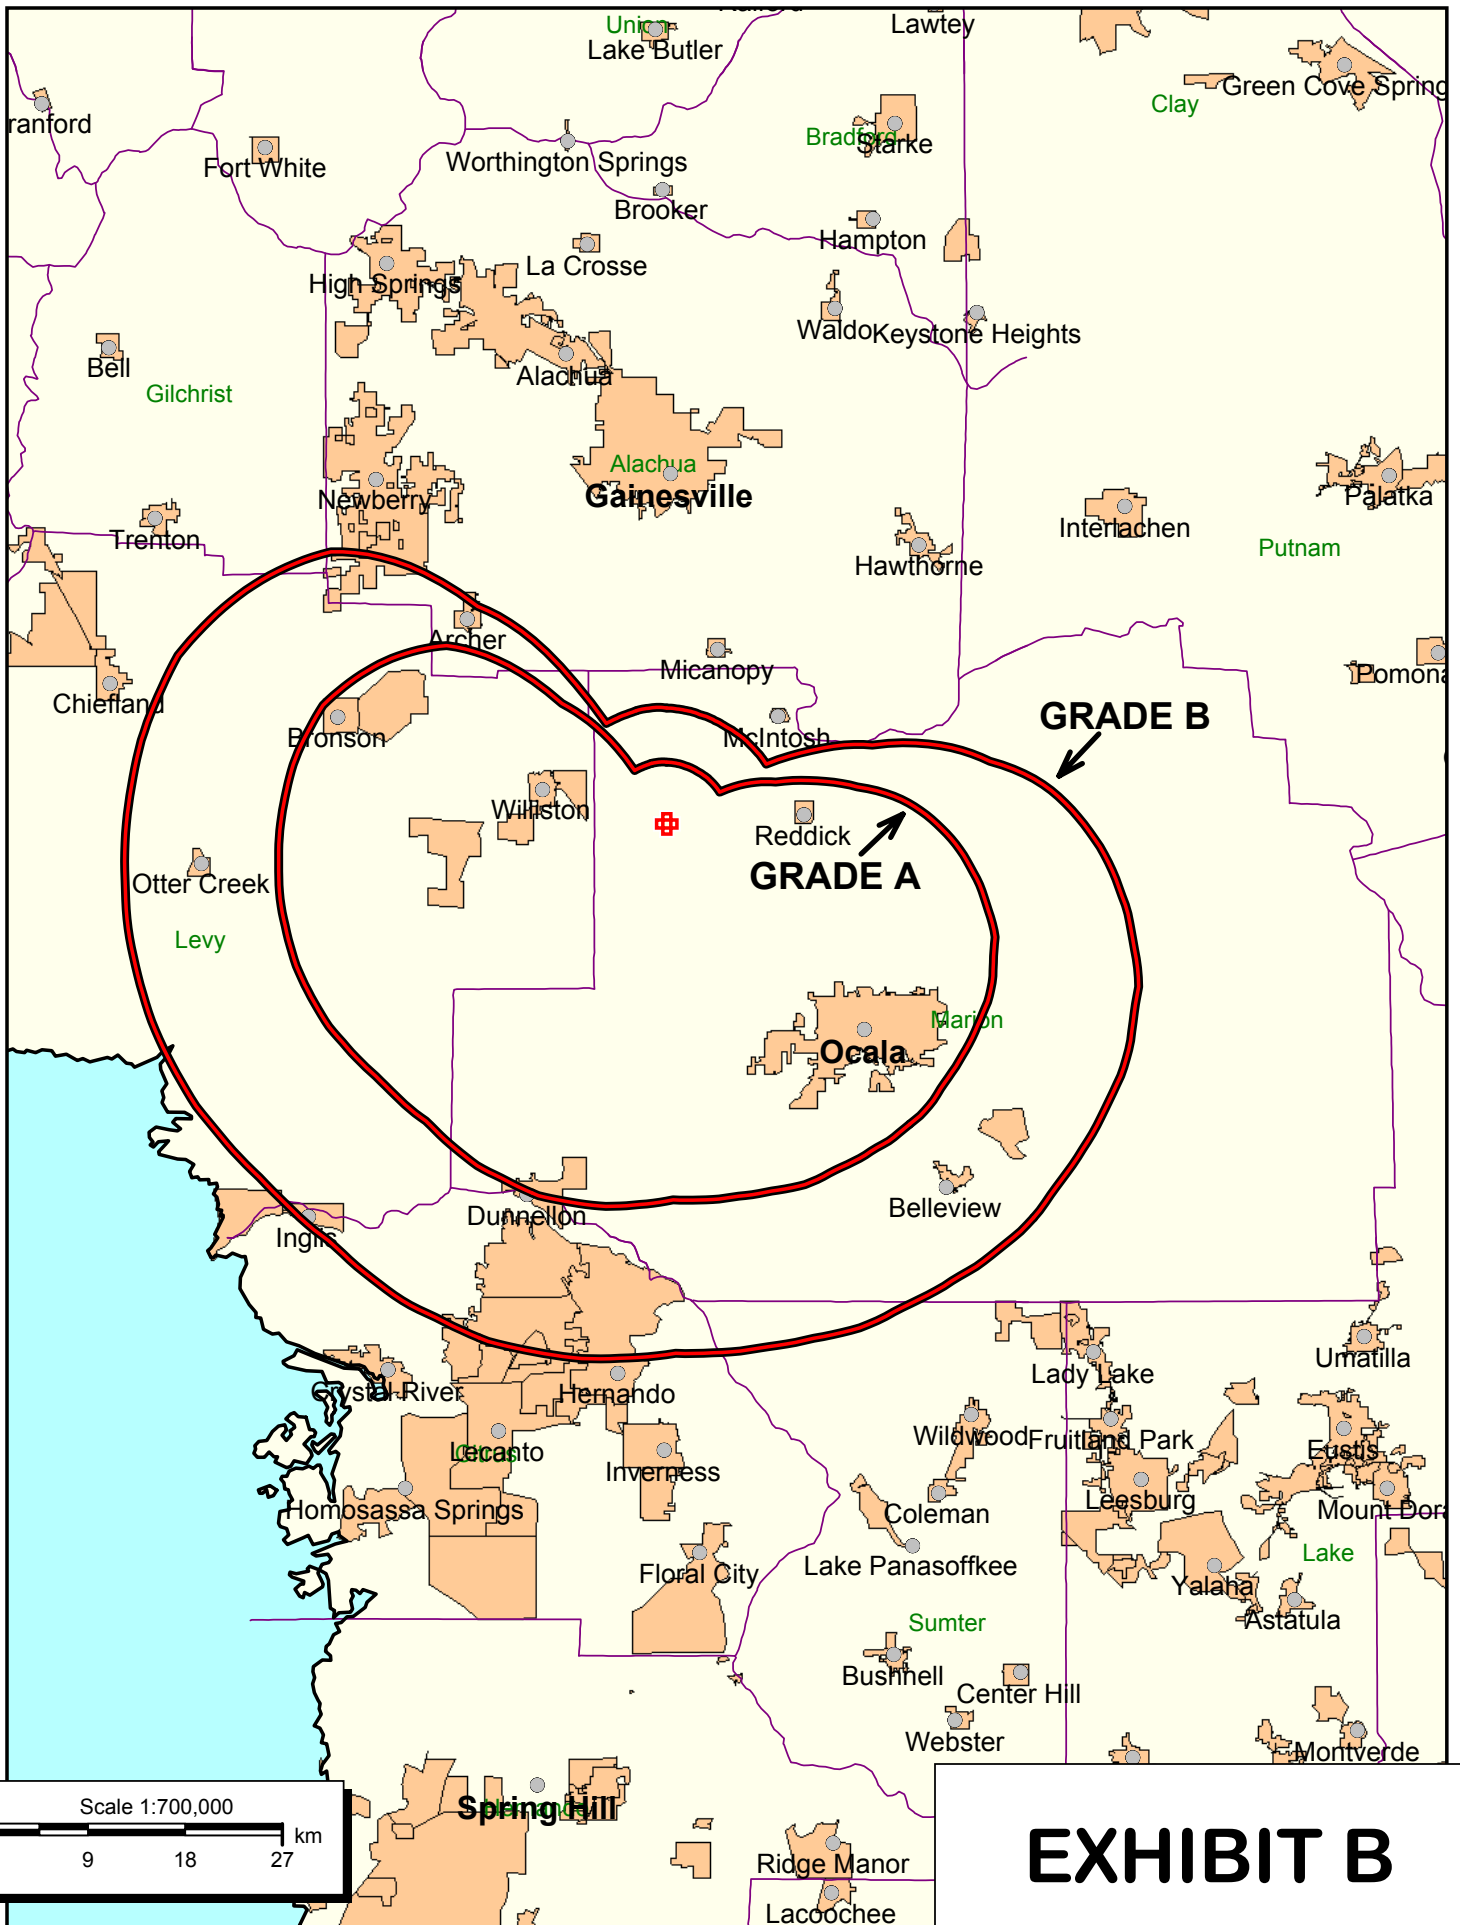 Union
Lawtey
Lake Butler
Green Cove Spring
Clay
ranford
Bradford
Starke
Fort White
Worthington Springs
Brooker
Hampton
La Crosse
High Springs
Waldo
Keystone Heights
Bell
Alachua
Gilchrist
Alachua
Newberry
Gainesville
Palatka
Interlachen
Trenton
Putnam
Hawthorne
Archer
Micanopy
Pomona
Chiefland
GRADE B
Bronson
McIntosh
Williston
Reddick
GRADE A
Otter Creek
Levy
Marion
Ocala
Belleview
Dunnellon
Inglis
Umatilla
Lady Lake
Crystal River
Hernando
Wildwood
Fruitland Park
Eustis
Citrus
Lecanto
Inverness
Leesburg
Homosassa Springs
Coleman
Mount Dora
Lake
Lake Panasoffkee
Floral City
Yalaha
Astatula
Sumter
Bushnell
Center Hill
Webster
Montverde
Scale 1:700,000
Hernando
Spring Hill
km
9 18 27
EXHIBIT B
Ridge Manor
Lacoochee